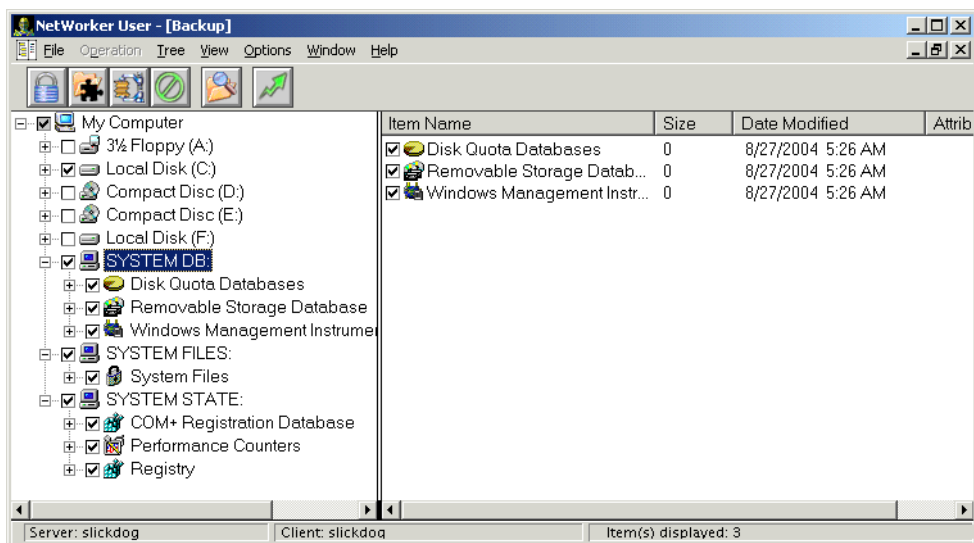 NetWorker User - [Backup]
File Operation Tree View Options Window Help
My Computer
3½ Floppy (A:)
Local Disk (C:)
Compact Disc (D:)
Compact Disc (E:)
Local Disk (F:)
SYSTEM DB:
Disk Quota Databases
Removable Storage Database
Windows Management Instrumen
SYSTEM FILES:
System Files
SYSTEM STATE:
COM+ Registration Database
Performance Counters
Registry
Item Name Size Date Modified Attrib
Disk Quota Databases 0 8/27/2004 5:26 AM
Removable Storage Datab... 0 8/27/2004 5:26 AM
Windows Management Instr... 0 8/27/2004 5:26 AM
Server: slickdog Client: slickdog Item(s) displayed: 3